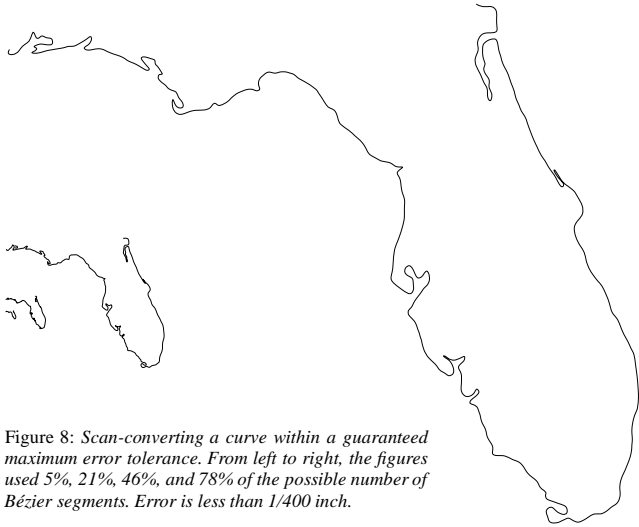 Figure 8: Scan-converting a curve within a guaranteed
maximum error tolerance. From left to right, the figures
used 5%, 21%, 46%, and 78% of the possible number of
Bézier segments. Error is less than 1/400 inch.